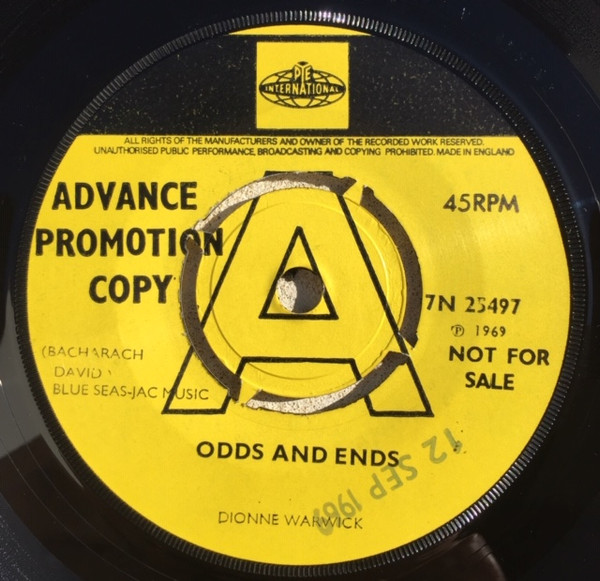 PYE
INTERNATIONAL
ALL RIGHTS OF THE MANUFACTURERS AND OWNER OF THE RECORDED WORK RESERVED.
UNAUTHORISED PUBLIC PERFORMANCE, BROADCASTING AND COPYING PROHIBITED. MADE IN ENGLAND
ADVANCE
PROMOTION
COPY
A
45RPM
7N 25497
Ⓟ 1969
NOT FOR
SALE
(BACHARACH
DAVID)
BLUE SEAS-JAC MUSIC
ODDS AND ENDS
12 SEP 1969
DIONNE WARWICK